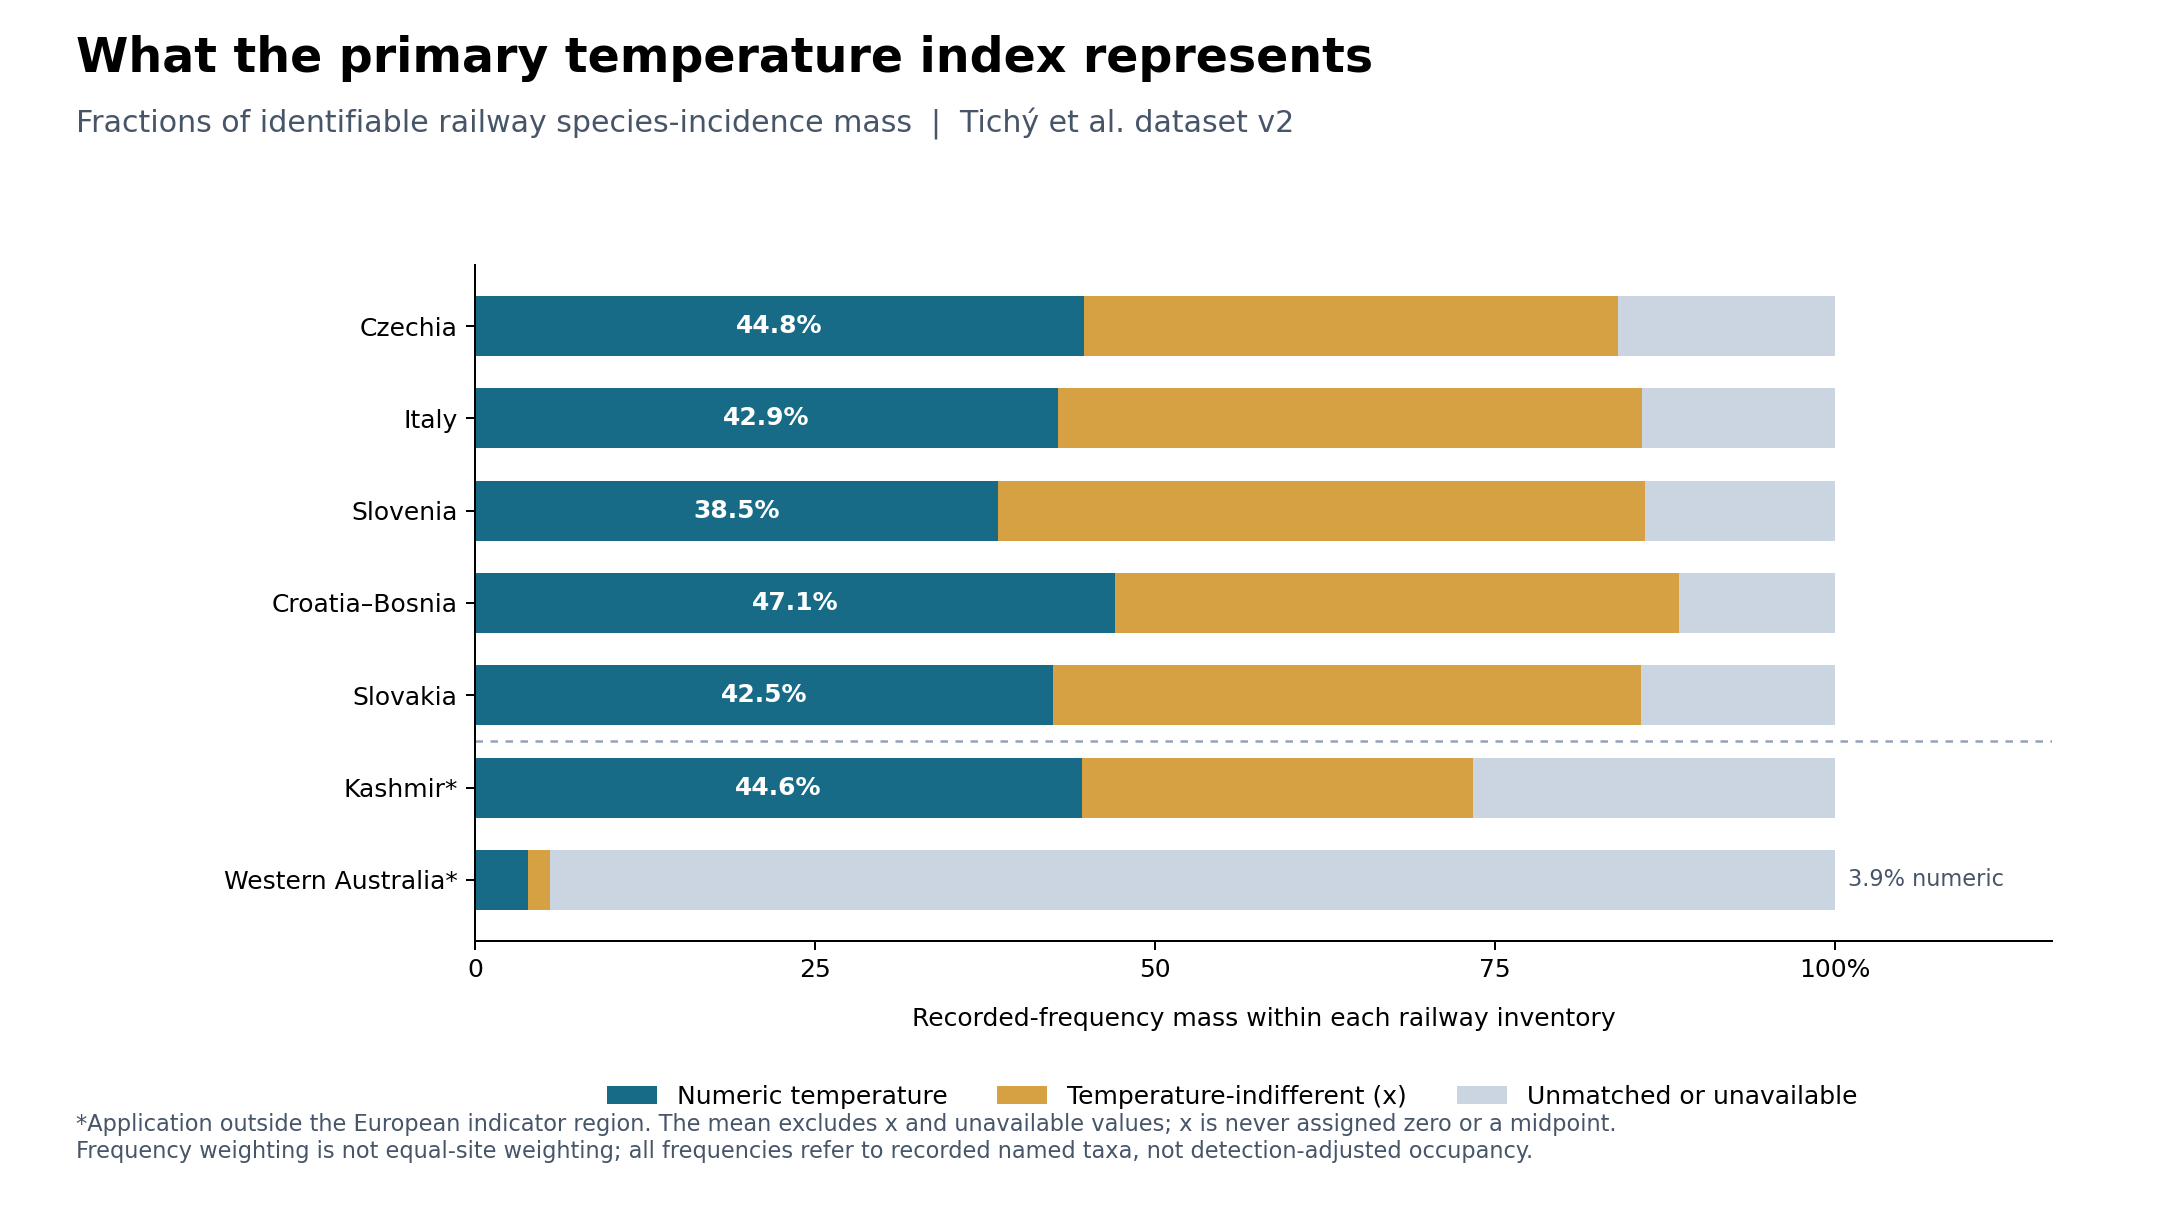 What the primary temperature index represents
Fractions of identifiable railway species-incidence mass | Tichý et al. dataset v2
Czechia 44.8%
Italy 42.9%
Slovenia 38.5%
Croatia–Bosnia 47.1%
Slovakia 42.5%
Kashmir* 44.6%
Western Australia* 3.9% numeric
0 25 50 75 100%
Recorded-frequency mass within each railway inventory
Numeric temperature Temperature-indifferent (x) Unmatched or unavailable
*Application outside the European indicator region. The mean excludes x and unavailable values; x is never assigned zero or a midpoint.
Frequency weighting is not equal-site weighting; all frequencies refer to recorded named taxa, not detection-adjusted occupancy.